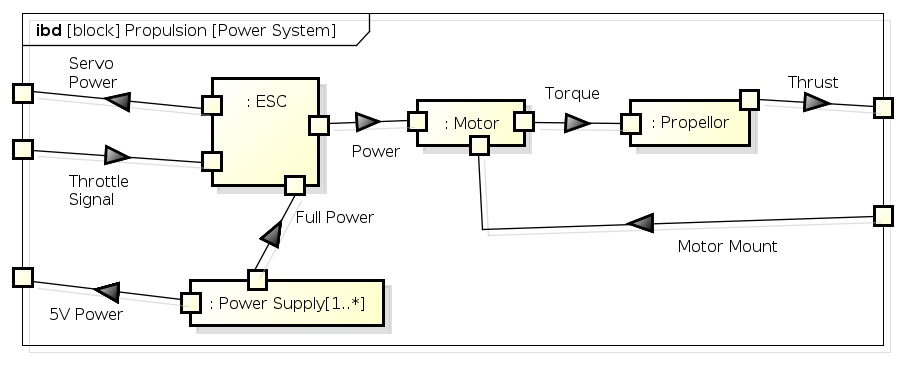 ibd [block] Propulsion [Power System]
Servo
Power
: ESC
Torque
Thrust
: Motor
: Propellor
Power
Throttle
Signal
Full Power
Motor Mount
: Power Supply[1..*]
5V Power